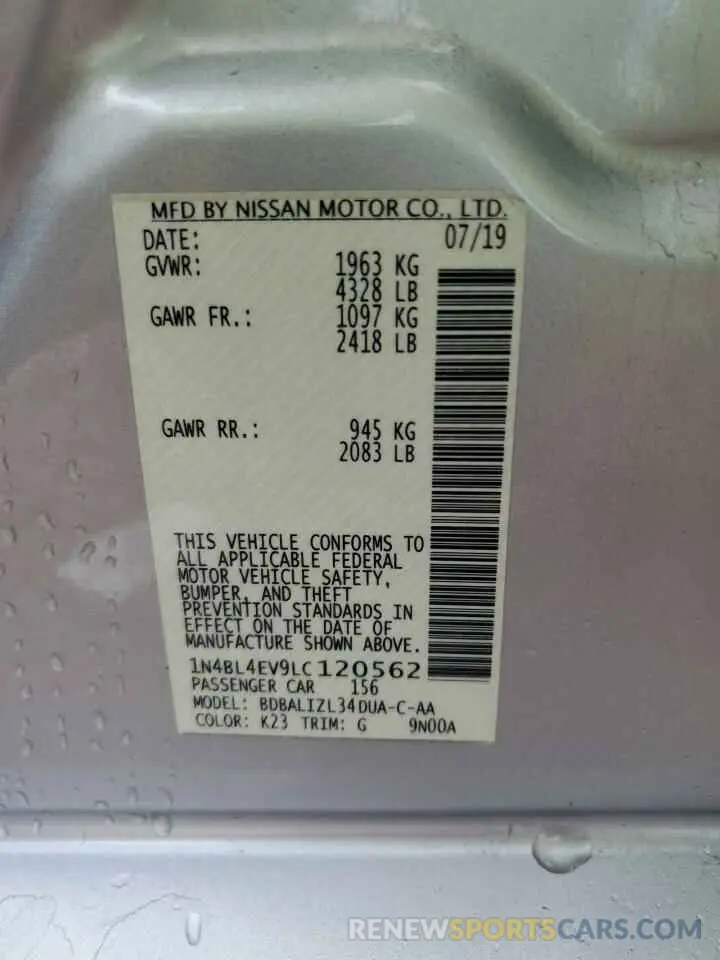 MFD BY NISSAN MOTOR CO., LTD.
DATE: 07/19
GVWR: 1963 KG
4328 LB
GAWR FR.: 1097 KG
2418 LB
GAWR RR.: 945 KG
2083 LB
THIS VEHICLE CONFORMS TO
ALL APPLICABLE FEDERAL
MOTOR VEHICLE SAFETY,
BUMPER, AND THEFT
PREVENTION STANDARDS IN
EFFECT ON THE DATE OF
MANUFACTURE SHOWN ABOVE.
1N4BL4EV9LC120562
PASSENGER CAR 156
MODEL: BDBALIZL34DUA-C-AA
COLOR: K23 TRIM: G 9N00A
RENEWSPORTSCARS.COM